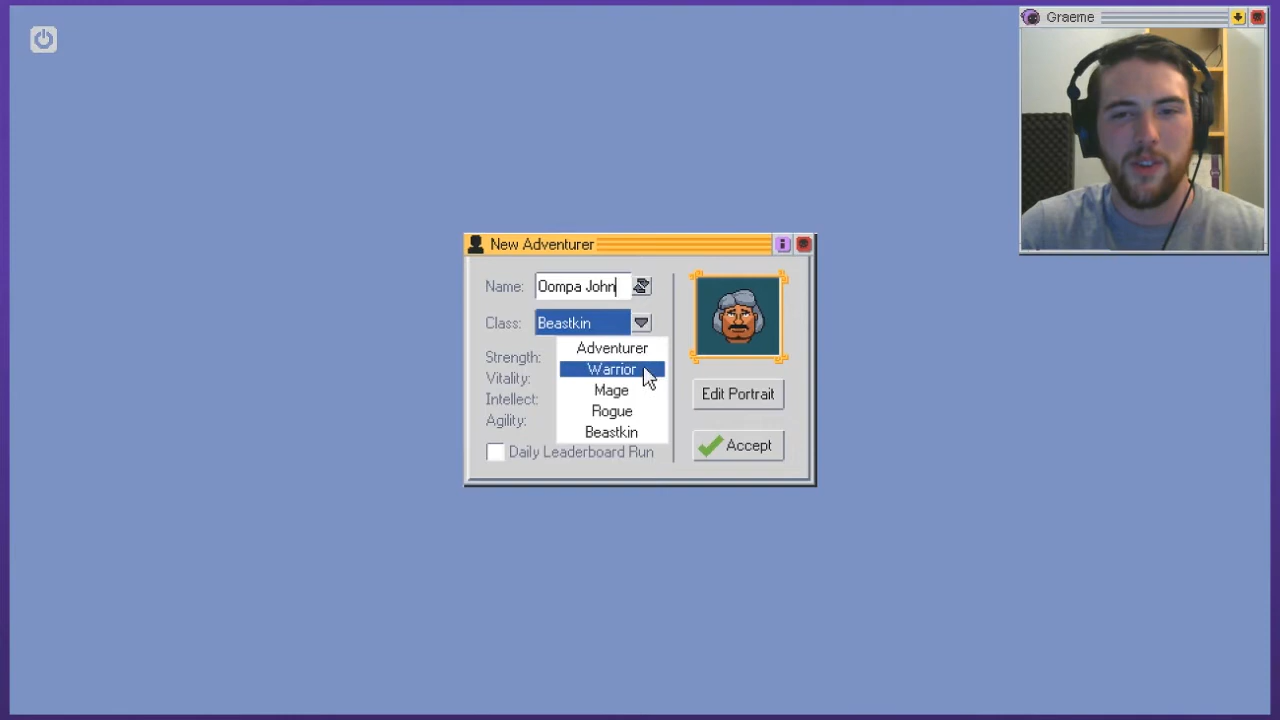 Graeme
New Adventurer
Name: Oompa John
Class: Beastkin
Adventurer
Strength:
Warrior
Vitality:
Mage
Intellect:
Rogue
Agility:
Beastkin
Daily Leaderboard Run
Edit Portrait
Accept